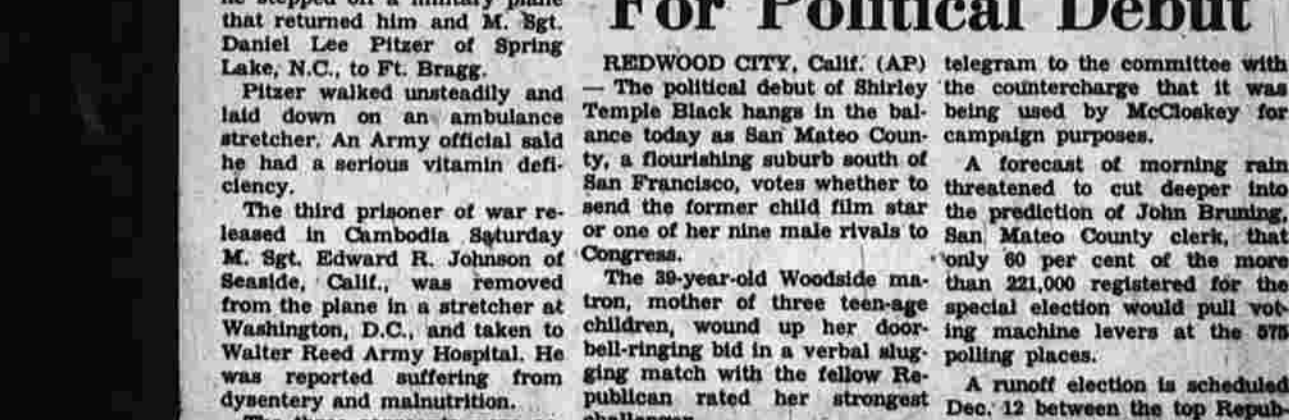 he stepped off a military plane
that returned him and M. Sgt.
Daniel Lee Pitzer of Spring
Lake, N.C., to Ft. Bragg.
Pitzer walked unsteadily and
laid down on an ambulance
stretcher. An Army official said
he had a serious vitamin defi-
ciency.
The third prisoner of war re-
leased in Cambodia Saturday
M. Sgt. Edward R. Johnson of
Seaside, Calif., was removed
from the plane in a stretcher at
Washington, D.C., and taken to
Walter Reed Army Hospital. He
was reported suffering from
dysentery and malnutrition.
For Political Debut
REDWOOD CITY, Calif. (AP)
— The political debut of Shirley
Temple Black hangs in the bal-
ance today as San Mateo Coun-
ty, a flourishing suburb south of
San Francisco, votes whether to
send the former child film star
or one of her nine male rivals to
Congress.
The 39-year-old Woodside ma-
tron, mother of three teen-age
children, wound up her door-
bell-ringing bid in a verbal slug-
ging match with the fellow Re-
publican rated her strongest
telegram to the committee with
the countercharge that it was
being used by McCloskey for
campaign purposes.
A forecast of morning rain
threatened to cut deeper into
the prediction of John Bruning,
San Mateo County clerk, that
only 60 per cent of the more
than 221,000 registered for the
special election would pull vot-
ing machine levers at the 575
polling places.
A runoff election is scheduled
Dec. 12 between the top Repub-